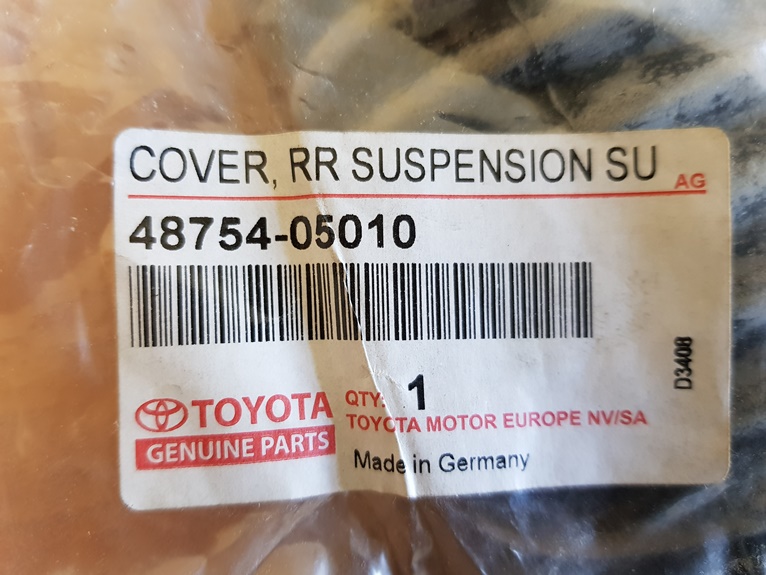 COVER, RR SUSPENSION SU AG
48754-05010
D3408
TOYOTA
GENUINE PARTS
QTY: 1
TOYOTA MOTOR EUROPE NV/SA
Made in Germany